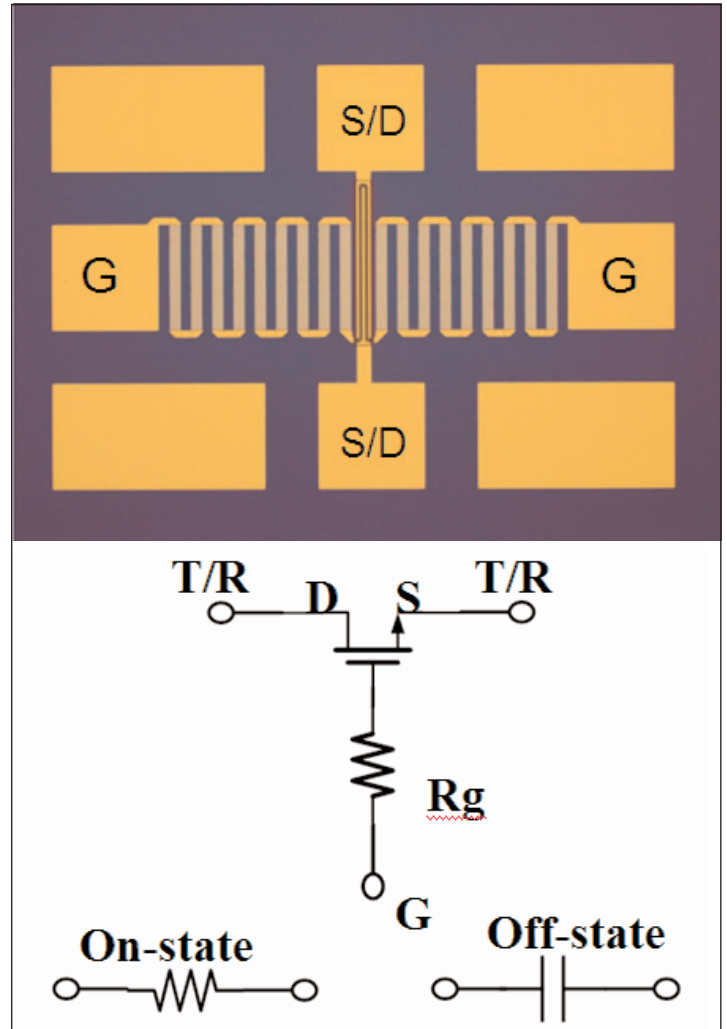 S/D
G
G
S/D
T/R
D
S
T/R
Rg
G
On-state
Off-state